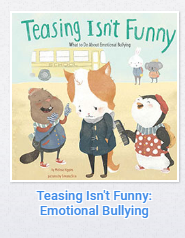 Teasing Isn't Funny
What to Do About Emotional Bullying
Teasing Isn't Funny:
Emotional Bullying